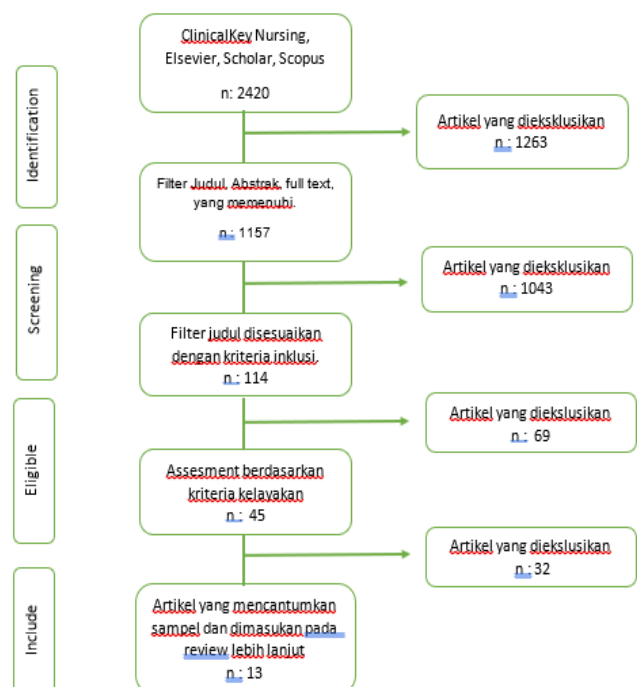 ClinicalKey Nursing,
Elsevier, Scholar, Scopus
n: 2420
Identification
Artikel yang dieksklusikan
n : 1263
Filter Judul, Abstrak, full text,
yang memenuhi.
n : 1157
Screening
Artikel yang dieksklusikan
n : 1043
Filter judul disesuaikan
dengan kriteria inklusi.
n : 114
Eligible
Artikel yang diekslusikan
n : 69
Assesment berdasarkan
kriteria kelayakan
n : 45
Artikel yang diekslusikan
n : 32
Include
Artikel yang mencantumkan
sampel dan dimasukan pada
review lebih lanjut
n : 13